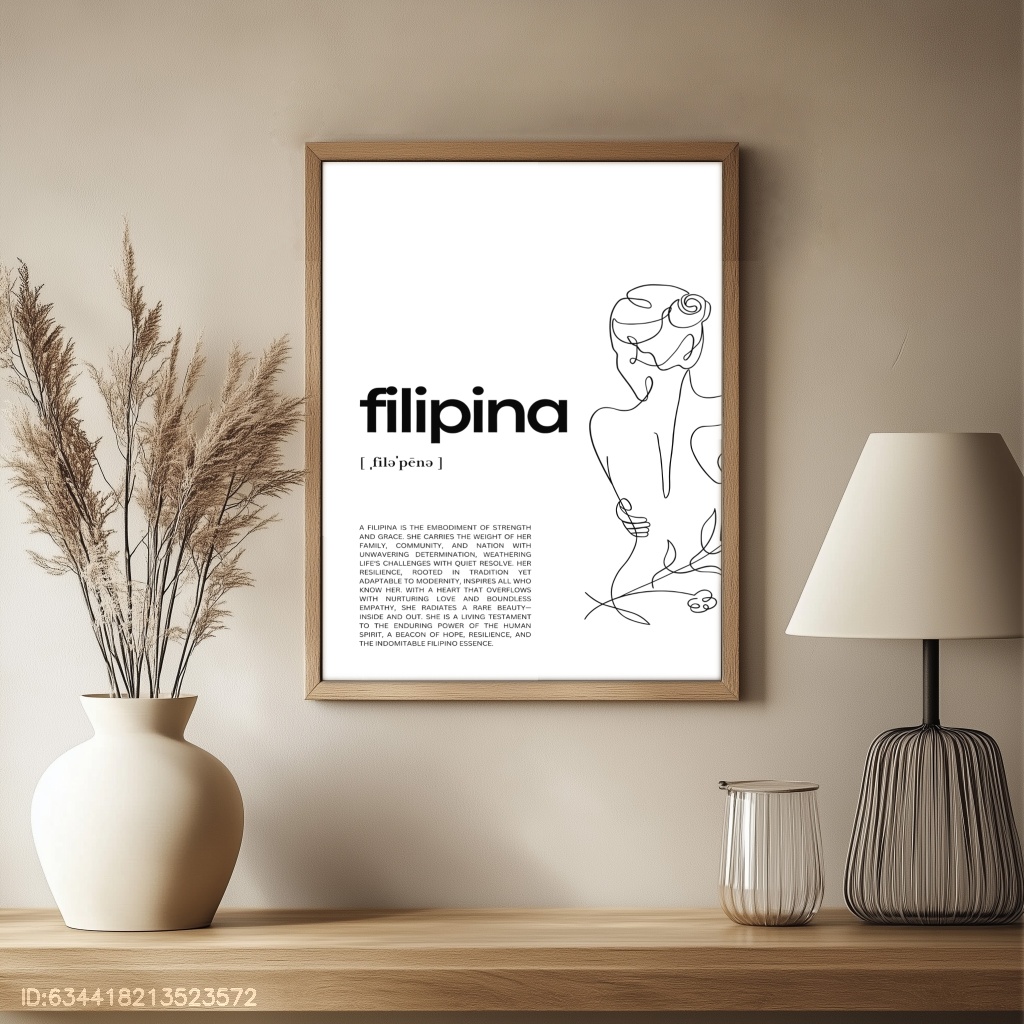 filipina
[ ˌfiləˈpēnə ]
A FILIPINA IS THE EMBODIMENT OF STRENGTH
AND GRACE. SHE CARRIES THE WEIGHT OF HER
FAMILY, COMMUNITY, AND NATION WITH
UNWAVERING DETERMINATION, WEATHERING
LIFE'S CHALLENGES WITH QUIET RESOLVE. HER
RESILIENCE, ROOTED IN TRADITION YET
ADAPTABLE TO MODERNITY, INSPIRES ALL WHO
KNOW HER. WITH A HEART THAT OVERFLOWS
WITH NURTURING LOVE AND BOUNDLESS
EMPATHY, SHE RADIATES A RARE BEAUTY—
INSIDE AND OUT. SHE IS A LIVING TESTAMENT
TO THE ENDURING POWER OF THE HUMAN
SPIRIT, A BEACON OF HOPE, RESILIENCE, AND
THE INDOMITABLE FILIPINO ESSENCE.
ID:634418213523572